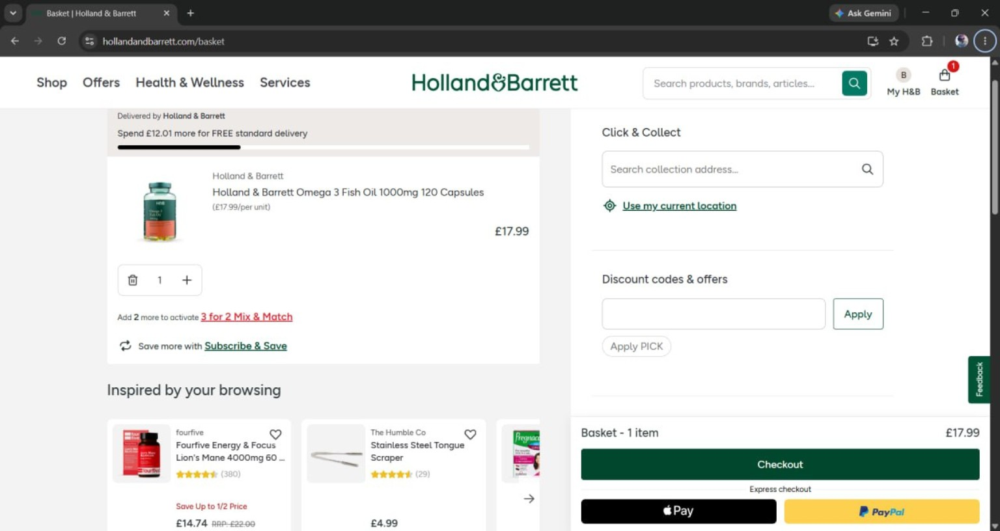 Basket | Holland & Barrett
Ask Gemini
hollandandbarrett.com/basket
Shop
Offers
Health & Wellness
Services
Holland&Barrett
Search products, brands, articles...
B
My H&B
1
Basket
Delivered by Holland & Barrett
Spend £12.01 more for FREE standard delivery
Holland & Barrett
Holland & Barrett Omega 3 Fish Oil 1000mg 120 Capsules
(£17.99/per unit)
£17.99
1
Add 2 more to activate 3 for 2 Mix & Match
Save more with Subscribe & Save
Inspired by your browsing
fourfive
Fourfive Energy & Focus
Lion's Mane 4000mg 60 ...
(380)
Save Up to 1/2 Price
£14.74 RRP: £22.00
The Humble Co
Stainless Steel Tongue
Scraper
(29)
£4.99
Click & Collect
Search collection address...
Use my current location
Discount codes & offers
Apply
Apply PICK
Feedback
Basket - 1 item
£17.99
Checkout
Express checkout
Pay
PayPal